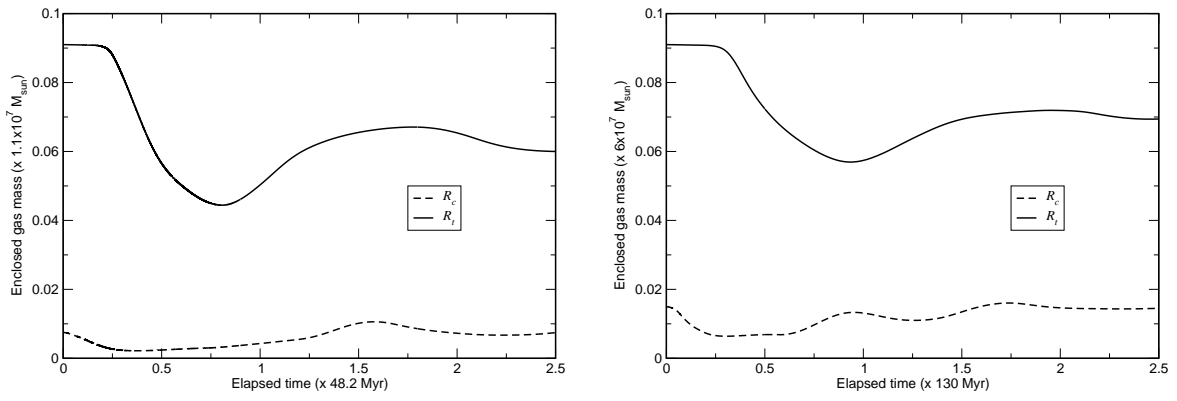 0.1
0.08
0.06
0.04
0.02
0
Enclosed gas mass (x 1.1x10^7 M_sun)
R_c
R_t
0 0.5 1 1.5 2 2.5
Elapsed time (x 48.2 Myr)
0.1
0.08
0.06
0.04
0.02
0
Enclosed gas mass (x 6x10^7 M_sun)
R_c
R_t
0 0.5 1 1.5 2 2.5
Elapsed time (x 130 Myr)